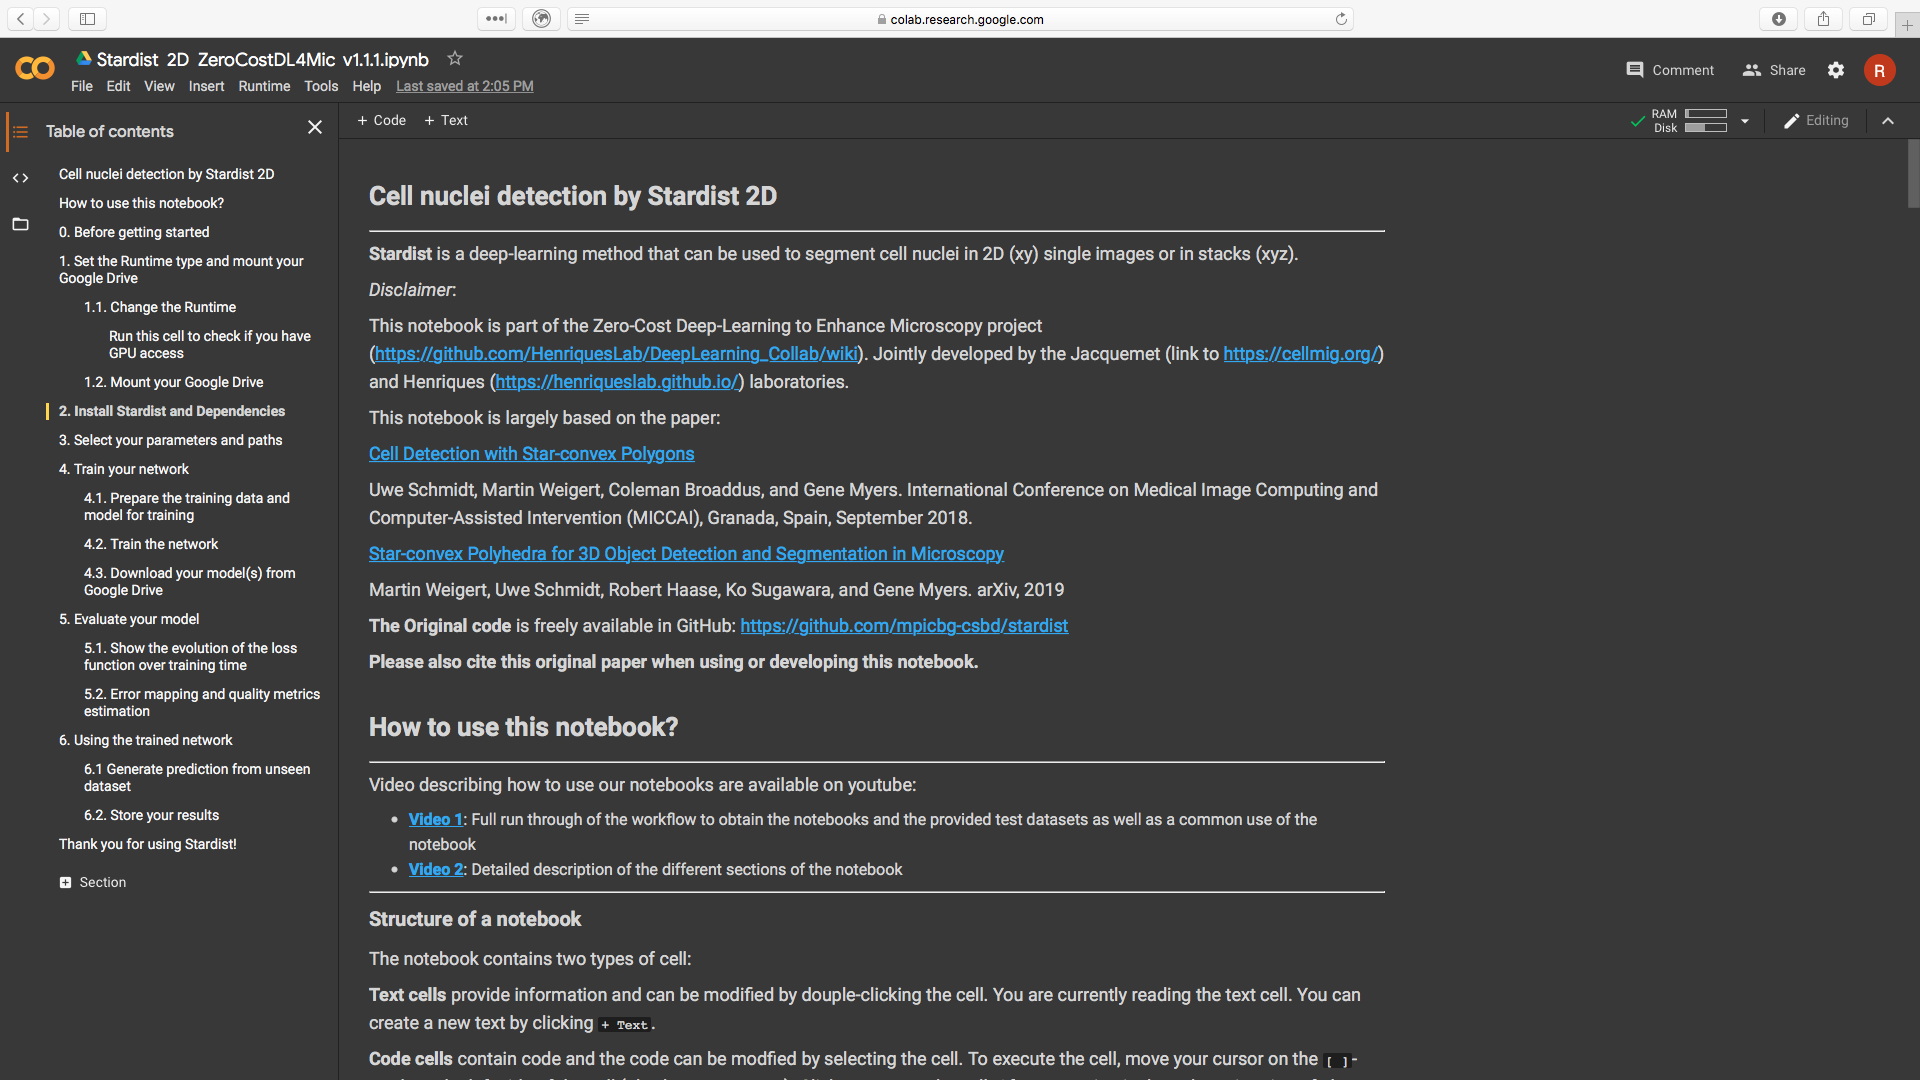 colab.research.google.com
Stardist 2D ZeroCostDL4Mic v1.1.1.ipynb
File Edit View Insert Runtime Tools Help Last saved at 2:05 PM
Comment Share R
Table of contents
+ Code + Text
RAM
Disk
Editing
Cell nuclei detection by Stardist 2D
How to use this notebook?
0. Before getting started
1. Set the Runtime type and mount your
Google Drive
1.1. Change the Runtime
Run this cell to check if you have
GPU access
1.2. Mount your Google Drive
2. Install Stardist and Dependencies
3. Select your parameters and paths
4. Train your network
4.1. Prepare the training data and
model for training
4.2. Train the network
4.3. Download your model(s) from
Google Drive
5. Evaluate your model
5.1. Show the evolution of the loss
function over training time
5.2. Error mapping and quality metrics
estimation
6. Using the trained network
6.1 Generate prediction from unseen
dataset
6.2. Store your results
Thank you for using Stardist!
Section
Cell nuclei detection by Stardist 2D
Stardist is a deep-learning method that can be used to segment cell nuclei in 2D (xy) single images or in stacks (xyz).
Disclaimer:
This notebook is part of the Zero-Cost Deep-Learning to Enhance Microscopy project
(https://github.com/HenriquesLab/DeepLearning_Collab/wiki). Jointly developed by the Jacquemet (link to https://cellmig.org/)
and Henriques (https://henriqueslab.github.io/) laboratories.
This notebook is largely based on the paper:
Cell Detection with Star-convex Polygons
Uwe Schmidt, Martin Weigert, Coleman Broaddus, and Gene Myers. International Conference on Medical Image Computing and
Computer-Assisted Intervention (MICCAI), Granada, Spain, September 2018.
Star-convex Polyhedra for 3D Object Detection and Segmentation in Microscopy
Martin Weigert, Uwe Schmidt, Robert Haase, Ko Sugawara, and Gene Myers. arXiv, 2019
The Original code is freely available in GitHub: https://github.com/mpicbg-csbd/stardist
Please also cite this original paper when using or developing this notebook.
How to use this notebook?
Video describing how to use our notebooks are available on youtube:
• Video 1: Full run through of the workflow to obtain the notebooks and the provided test datasets as well as a common use of the
notebook
• Video 2: Detailed description of the different sections of the notebook
Structure of a notebook
The notebook contains two types of cell:
Text cells provide information and can be modified by douple-clicking the cell. You are currently reading the text cell. You can
create a new text by clicking + Text.
Code cells contain code and the code can be modfied by selecting the cell. To execute the cell, move your cursor on the [ ]-